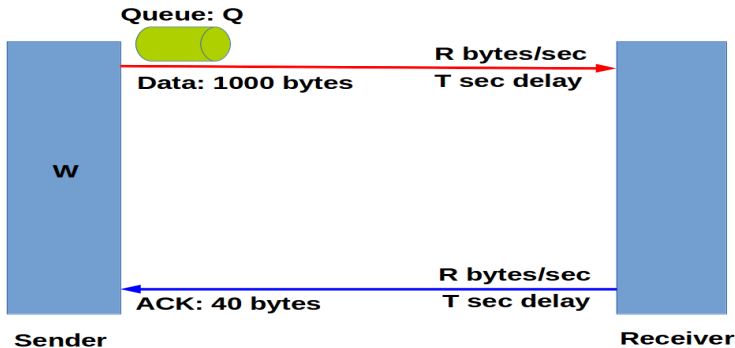 Queue: Q
R bytes/sec
Data: 1000 bytes
T sec delay
W
R bytes/sec
ACK: 40 bytes
T sec delay
Sender
Receiver